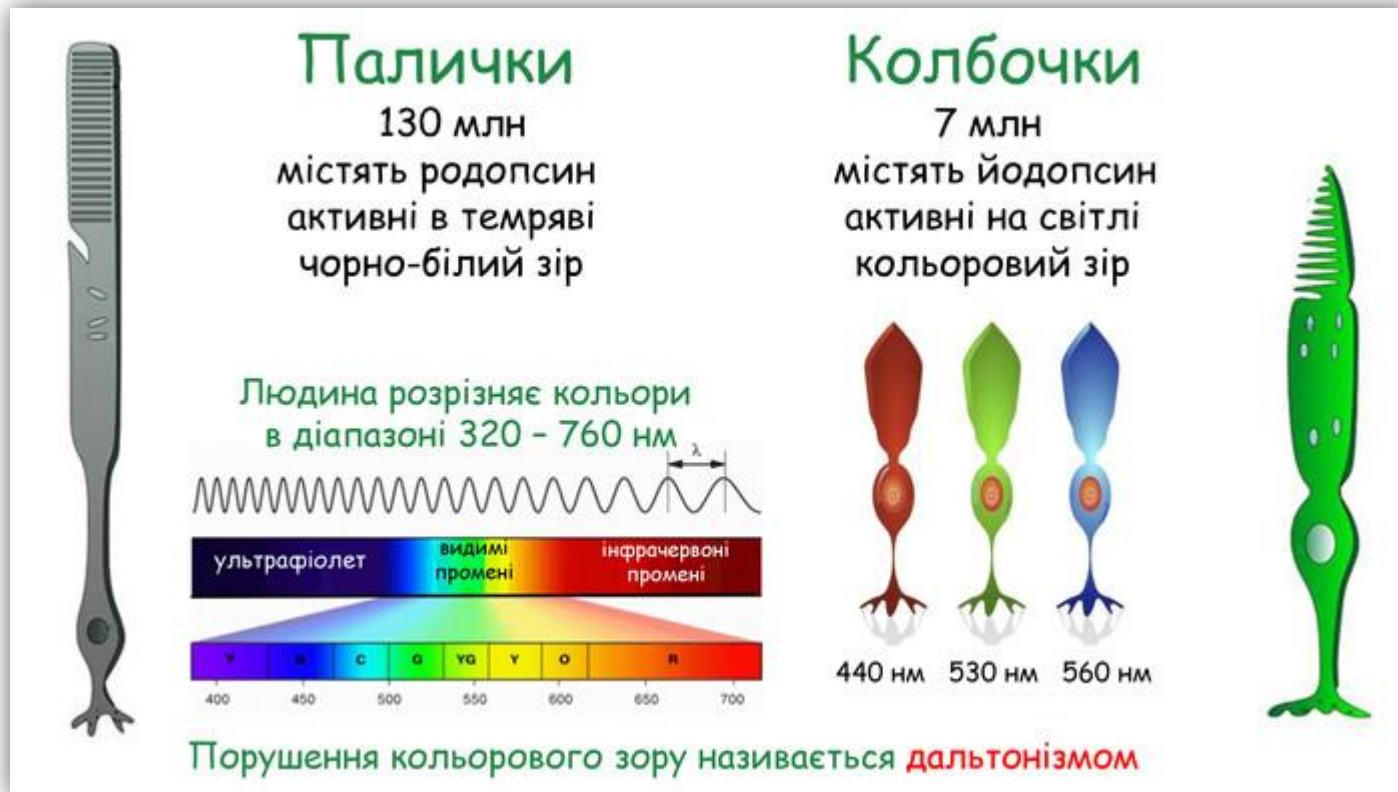 Палички
130 млн
містять родопсин
активні в темряві
чорно-білий зір
Колбочки
7 млн
містять йодопсин
активні на світлі
кольоровий зір
Людина розрізняє кольори
в діапазоні 320 – 760 нм
λ
ультрафіолет
видимі
промені
інфрачервоні
промені
V B C G YG Y O R
400 450 500 550 600 650 700
440 нм 530 нм 560 нм
Порушення кольорового зору називається дальтонізмом